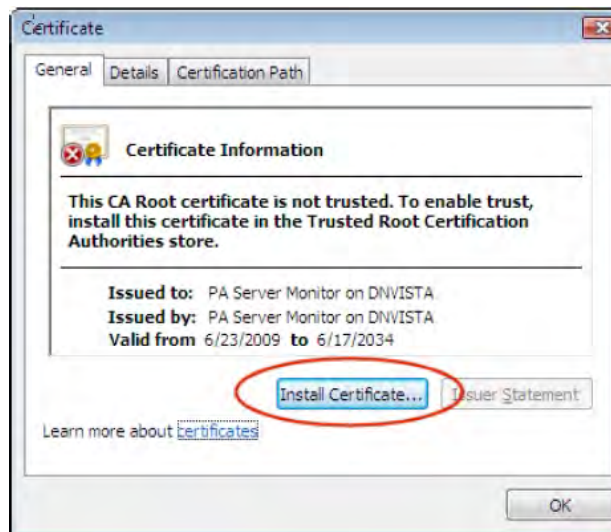 Certificate
General Details Certification Path
Certificate Information
This CA Root certificate is not trusted. To enable trust,
install this certificate in the Trusted Root Certification
Authorities store.
Issued to: PA Server Monitor on DNVISTA
Issued by: PA Server Monitor on DNVISTA
Valid from 6/23/2009 to 6/17/2034
Install Certificate... Issuer Statement
Learn more about certificates
OK